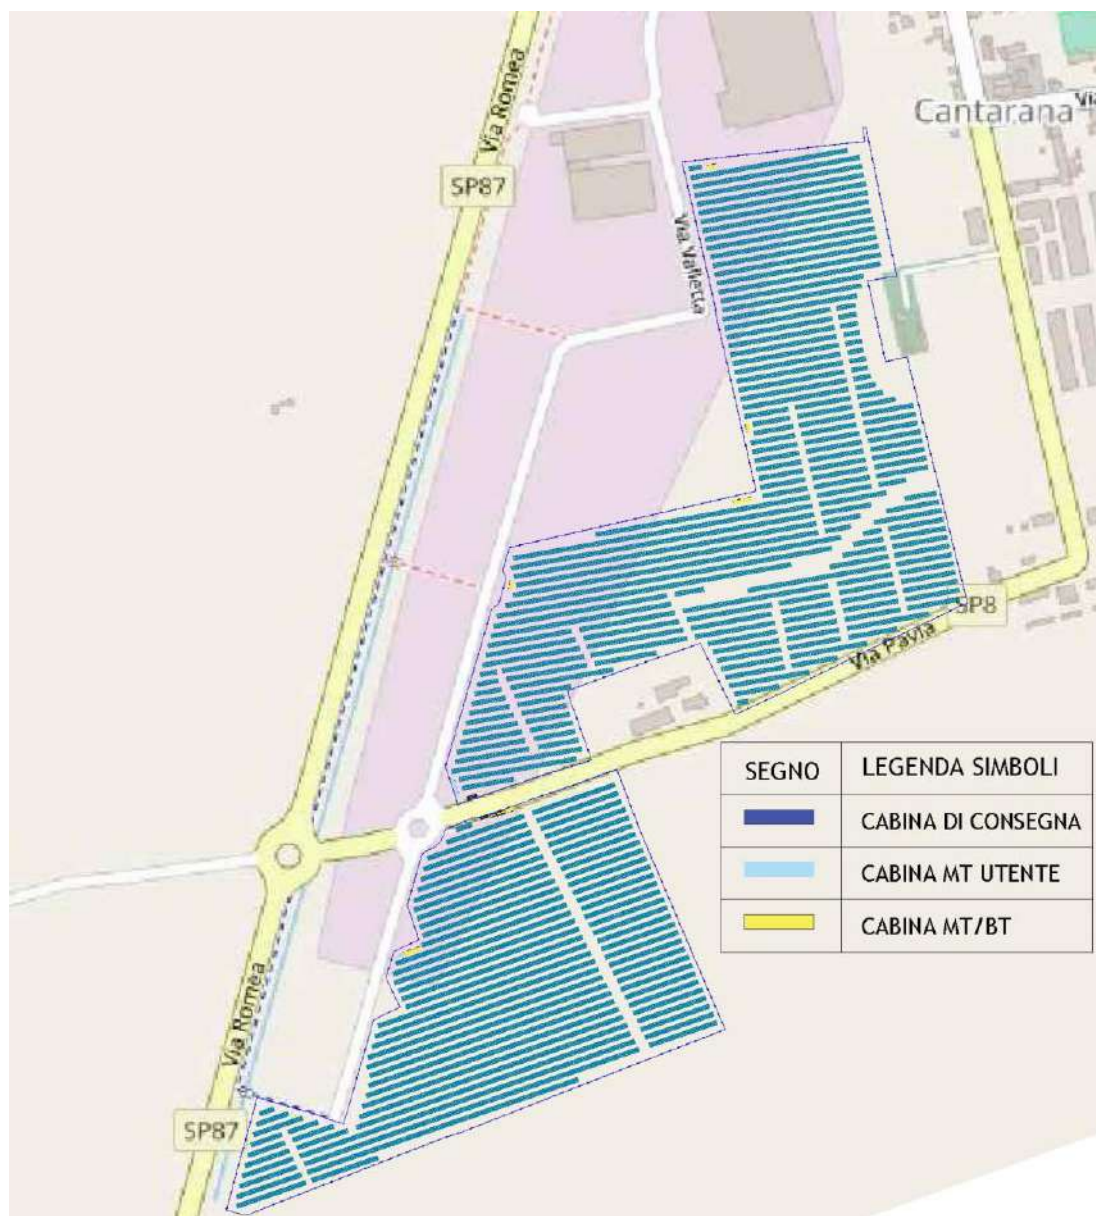 Via Romea
Cantarana
Via
SP87
Via Valletta
SP8
Via Pavia
SEGNO
LEGENDA SIMBOLI
CABINA DI CONSEGNA
CABINA MT UTENTE
CABINA MT/BT
Via Romea
SP87